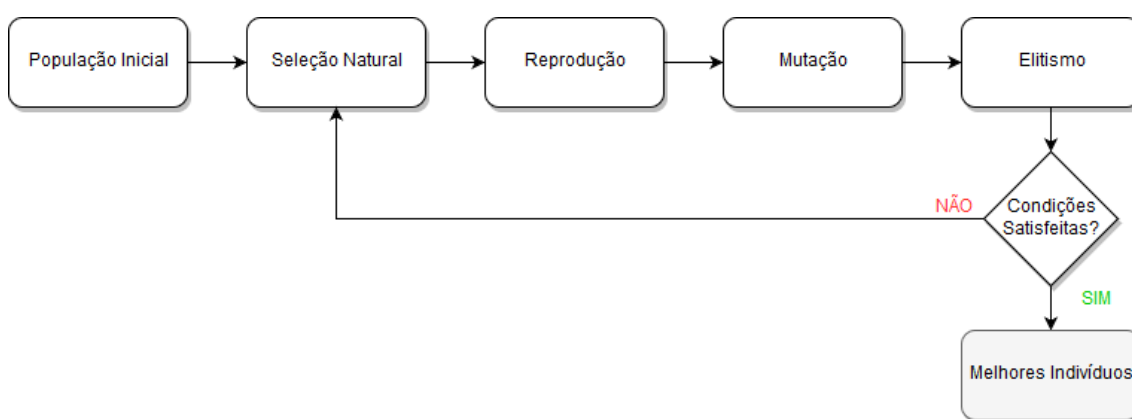 População Inicial
Seleção Natural
Reprodução
Mutação
Elitismo
NÃO
Condições
Satisfeitas?
SIM
Melhores Indivíduos